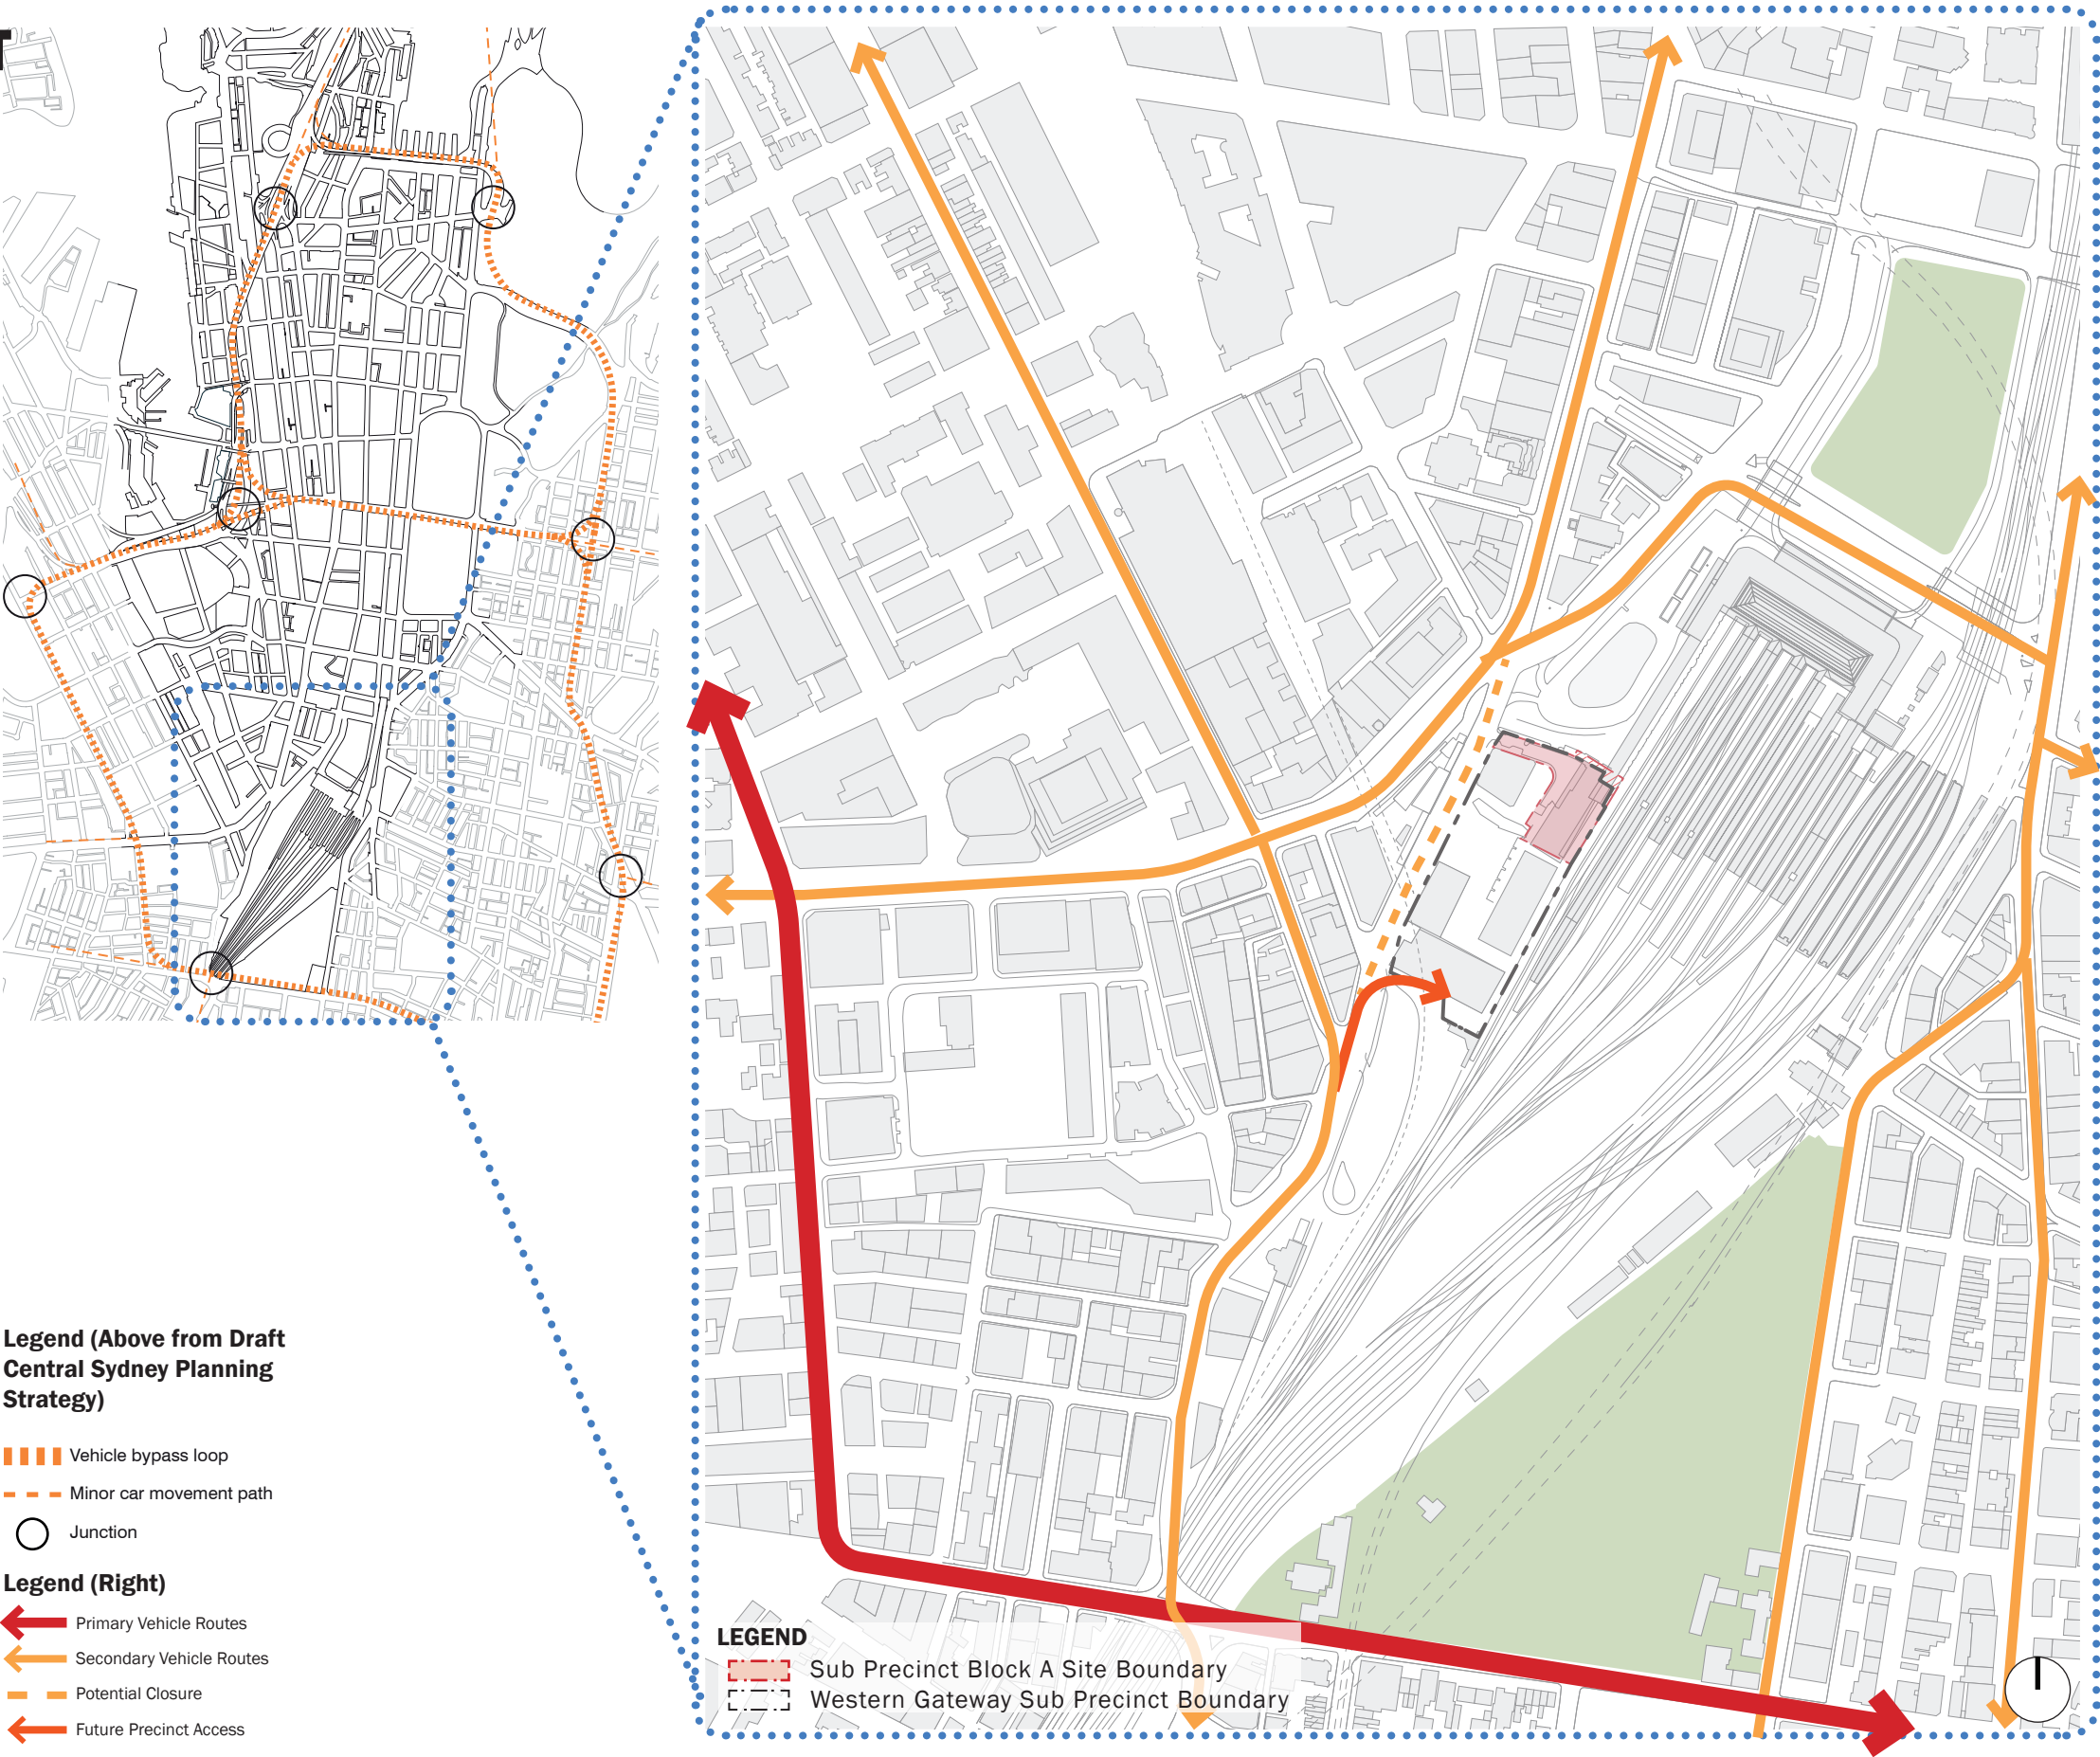 Legend (Above from Draft
Central Sydney Planning
Strategy)
Vehicle bypass loop
Minor car movement path
Junction
Legend (Right)
Primary Vehicle Routes
Secondary Vehicle Routes
Potential Closure
Future Precinct Access
LEGEND
Sub Precinct Block A Site Boundary
Western Gateway Sub Precinct Boundary